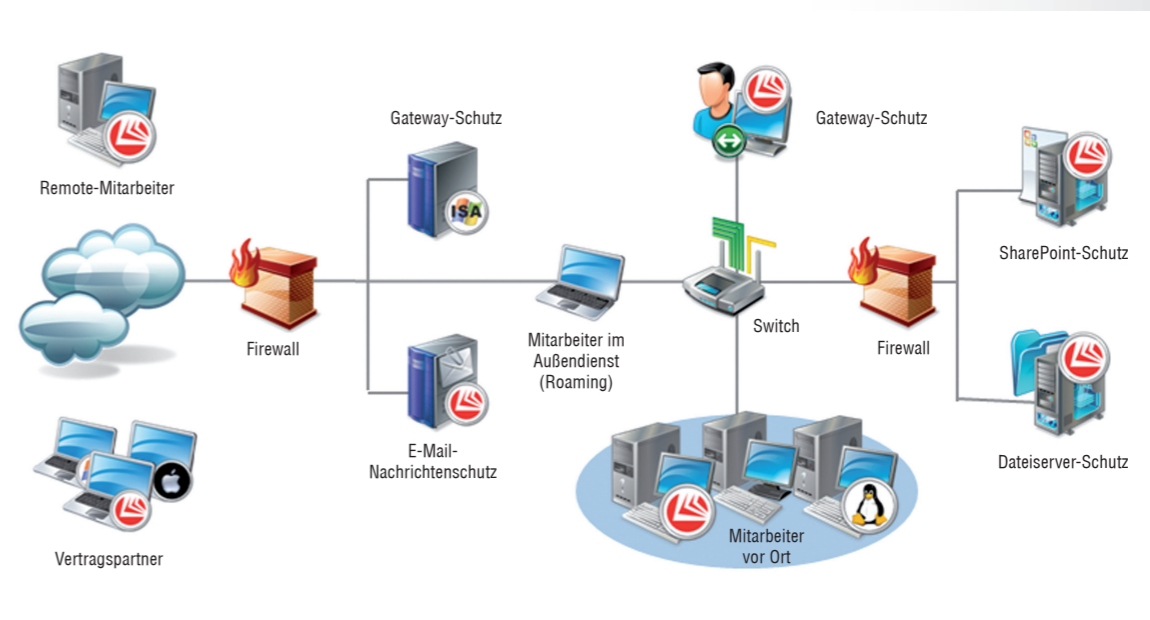 Gateway-Schutz
Gateway-Schutz
Remote-Mitarbeiter
ISA
SharePoint-Schutz
Switch
Firewall
Mitarbeiter im
Außendienst
(Roaming)
Firewall
E-Mail-
Nachrichtenschutz
Dateiserver-Schutz
Mitarbeiter
vor Ort
Vertragspartner